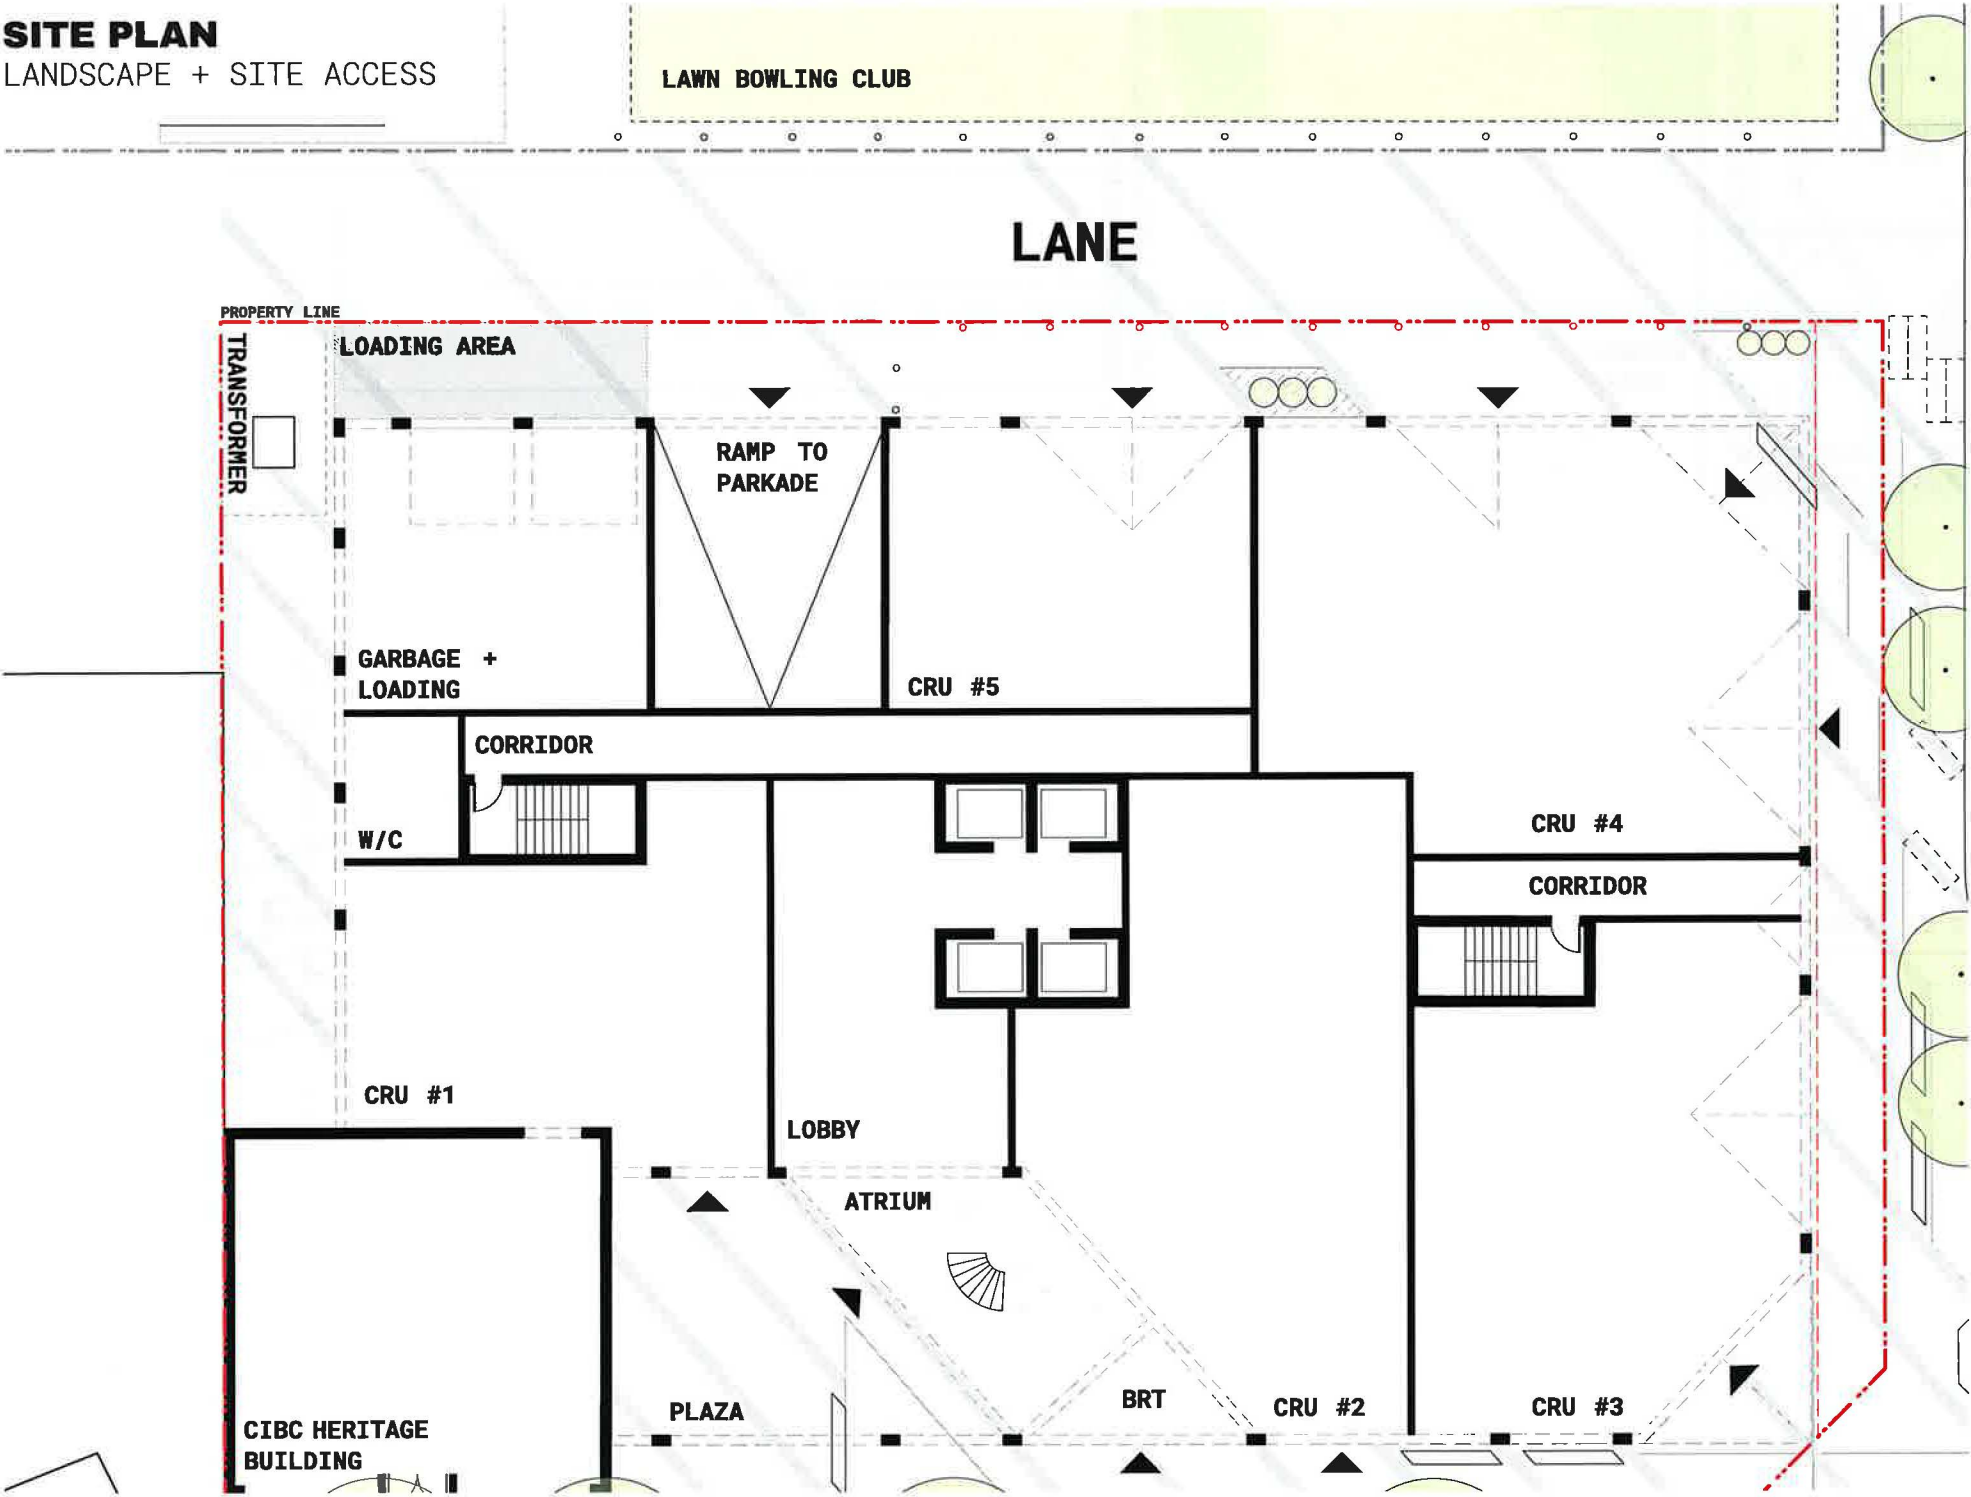 SITE PLAN
LANDSCAPE + SITE ACCESS
LAWN BOWLING CLUB
LANE
PROPERTY LINE
TRANSFORMER
LOADING AREA
RAMP TO
PARKADE
GARBAGE +
LOADING
CRU #5
CORRIDOR
W/C
CRU #4
CORRIDOR
CRU #1
LOBBY
ATRIUM
BRT
PLAZA
CRU #2
CRU #3
CIBC HERITAGE
BUILDING